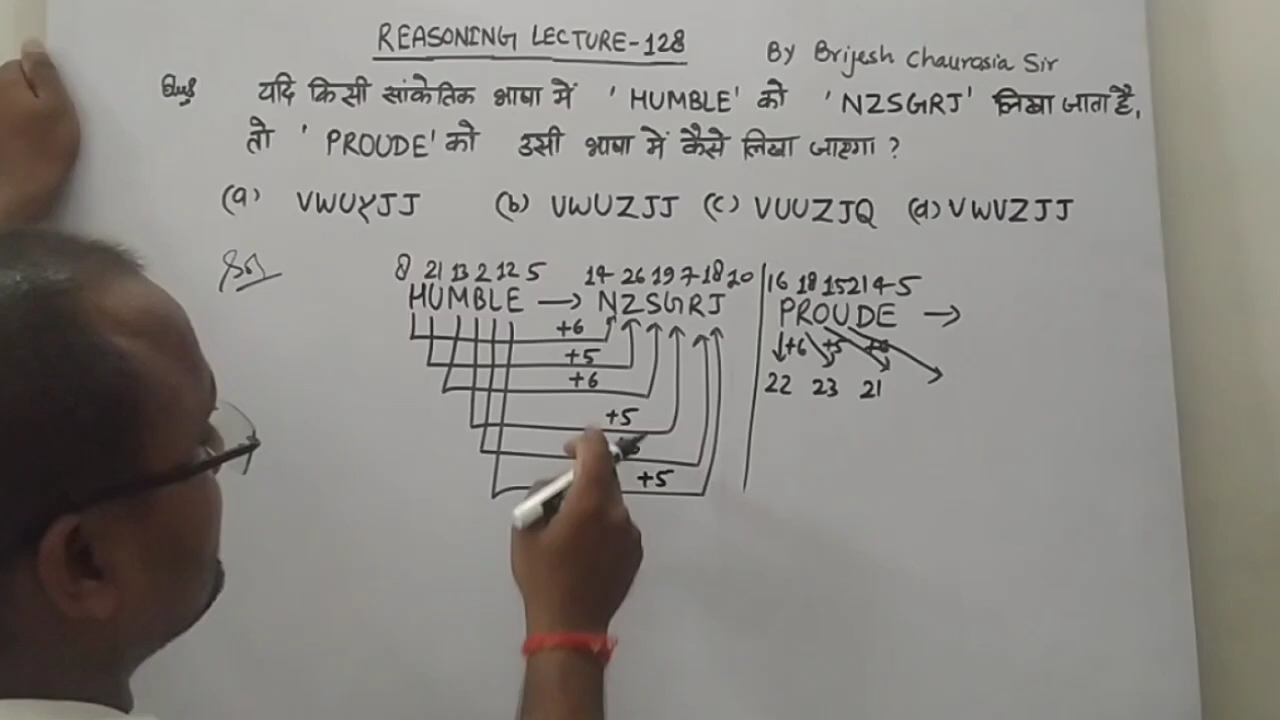 REASONING LECTURE-128
By Brijesh Chaurasia Sir
यदि किसी सांकेतिक भाषा में 'HUMBLE' को 'NZSGRJ' लिखा जाता है,
तो 'PROUDE' को उसी भाषा में कैसे लिखा जाएगा ?
(a) VWUYJJ (b) VWUZJJ (c) VUUZJQ (d) VWVZJJ
8 21 13 2 12 5 14 26 19 7 18 10 16 18 15 21 4 5
HUMBLE → NZSGRJ PROUDE →
+6
+5
+6
+5
+5
+6 +5
22 23 21